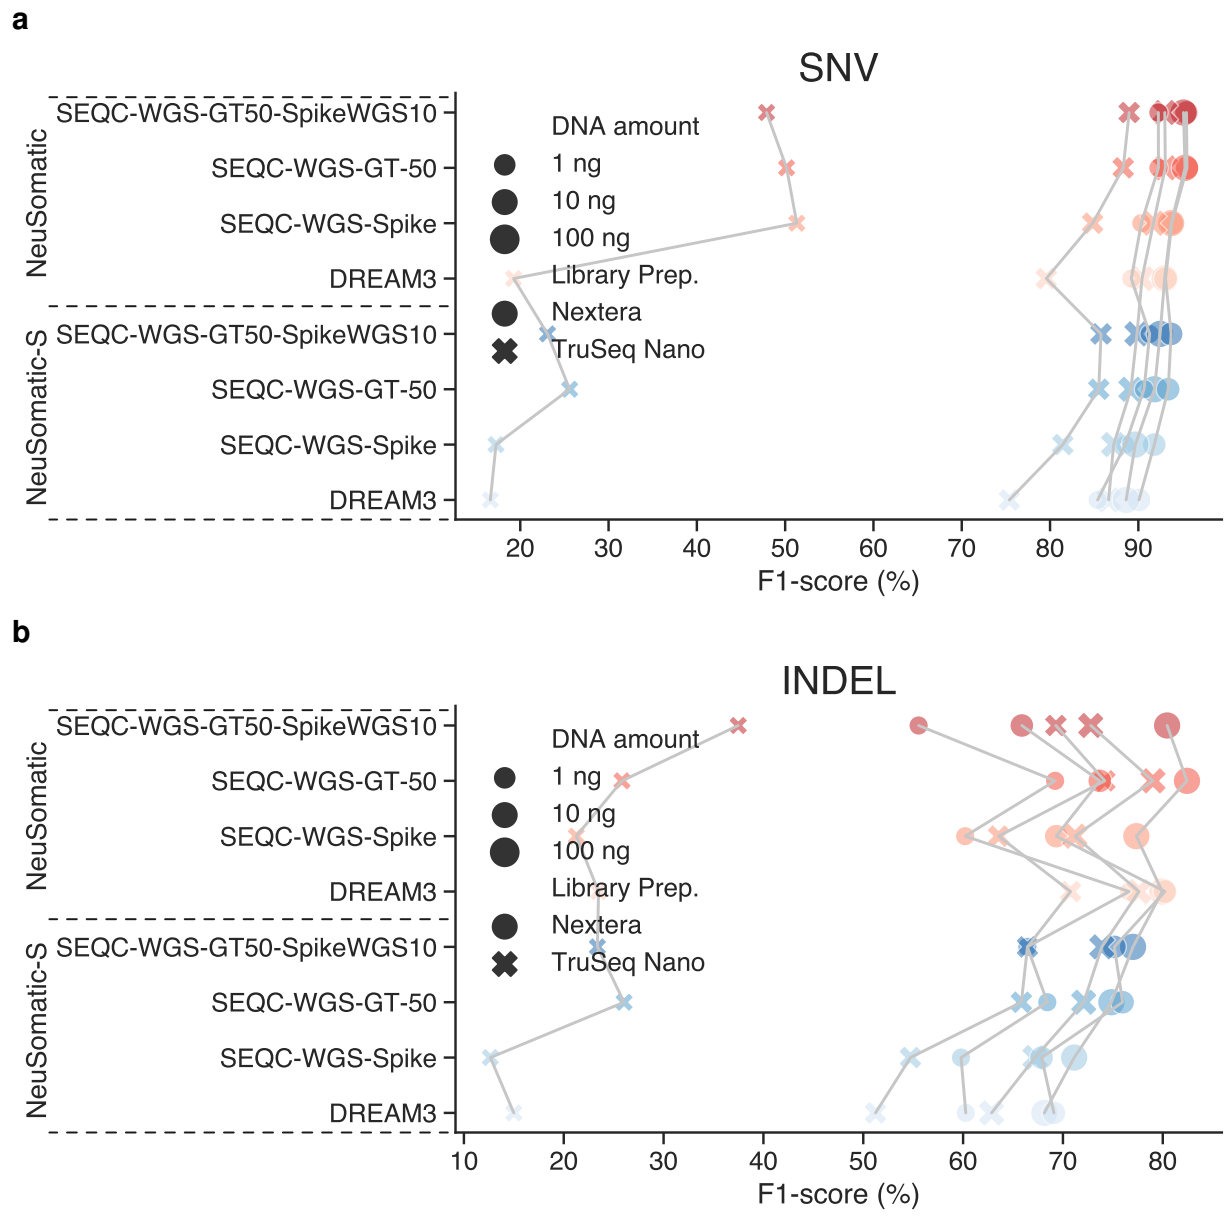 a
SNV
NeuSomatic
SEQC-WGS-GT50-SpikeWGS10
SEQC-WGS-GT-50
SEQC-WGS-Spike
DREAM3
NeuSomatic-S
SEQC-WGS-GT50-SpikeWGS10
SEQC-WGS-GT-50
SEQC-WGS-Spike
DREAM3
DNA amount
1 ng
10 ng
100 ng
Library Prep.
Nextera
TruSeq Nano
20 30 40 50 60 70 80 90
F1-score (%)
b
INDEL
NeuSomatic
SEQC-WGS-GT50-SpikeWGS10
SEQC-WGS-GT-50
SEQC-WGS-Spike
DREAM3
NeuSomatic-S
SEQC-WGS-GT50-SpikeWGS10
SEQC-WGS-GT-50
SEQC-WGS-Spike
DREAM3
DNA amount
1 ng
10 ng
100 ng
Library Prep.
Nextera
TruSeq Nano
10 20 30 40 50 60 70 80
F1-score (%)